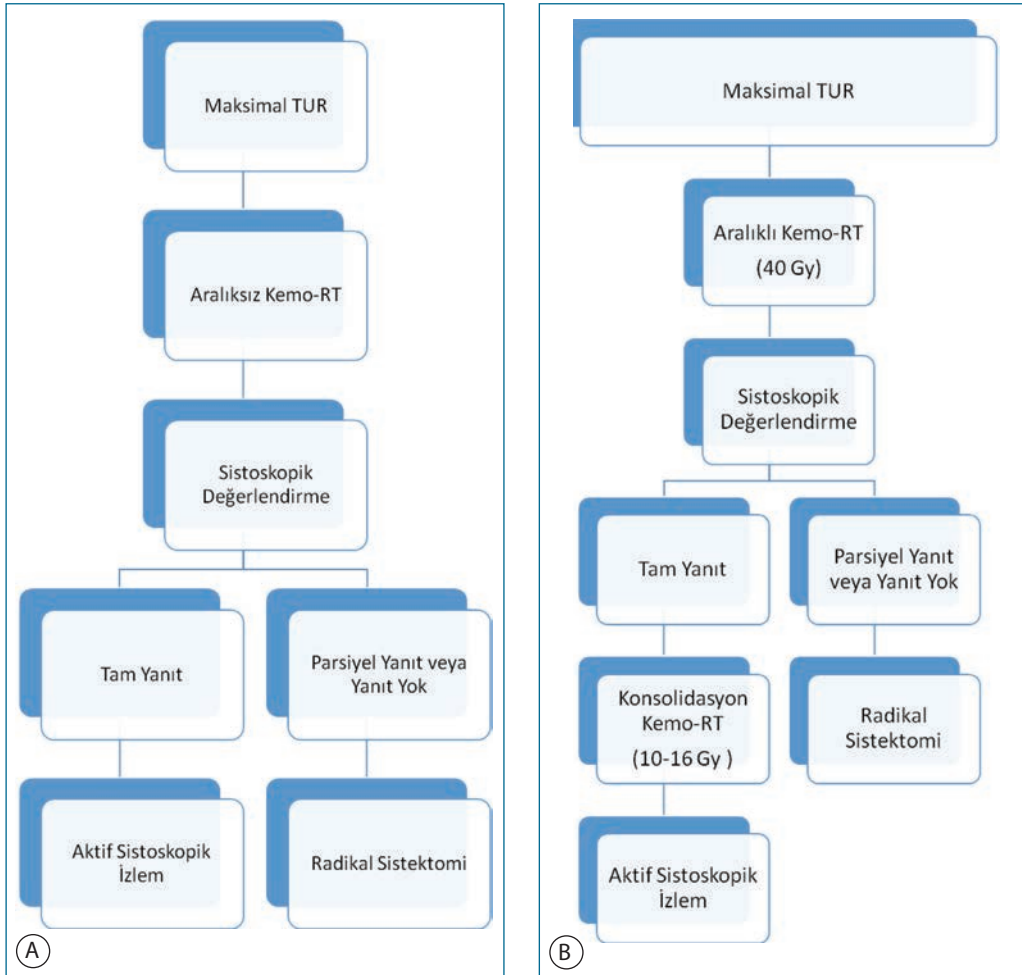 Maksimal TUR
Aralıksız Kemo-RT
Sistoskopik
Değerlendirme
Tam Yanıt
Parsiyel Yanıt veya
Yanıt Yok
Aktif Sistoskopik
İzlem
Radikal Sistektomi
A
Maksimal TUR
Aralıklı Kemo-RT
(40 Gy)
Sistoskopik
Değerlendirme
Tam Yanıt
Parsiyel Yanıt
veya Yanıt Yok
Konsolidasyon
Kemo-RT
(10-16 Gy )
Radikal
Sistektomi
Aktif Sistoskopik
İzlem
B